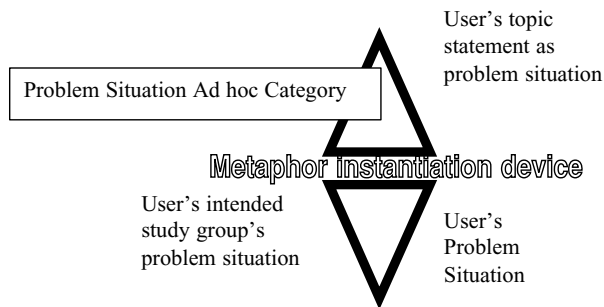 User's topic
statement as
problem situation
Problem Situation Ad hoc Category
Metaphor instantiation device
User's intended
study group's
problem situation
User's
Problem
Situation